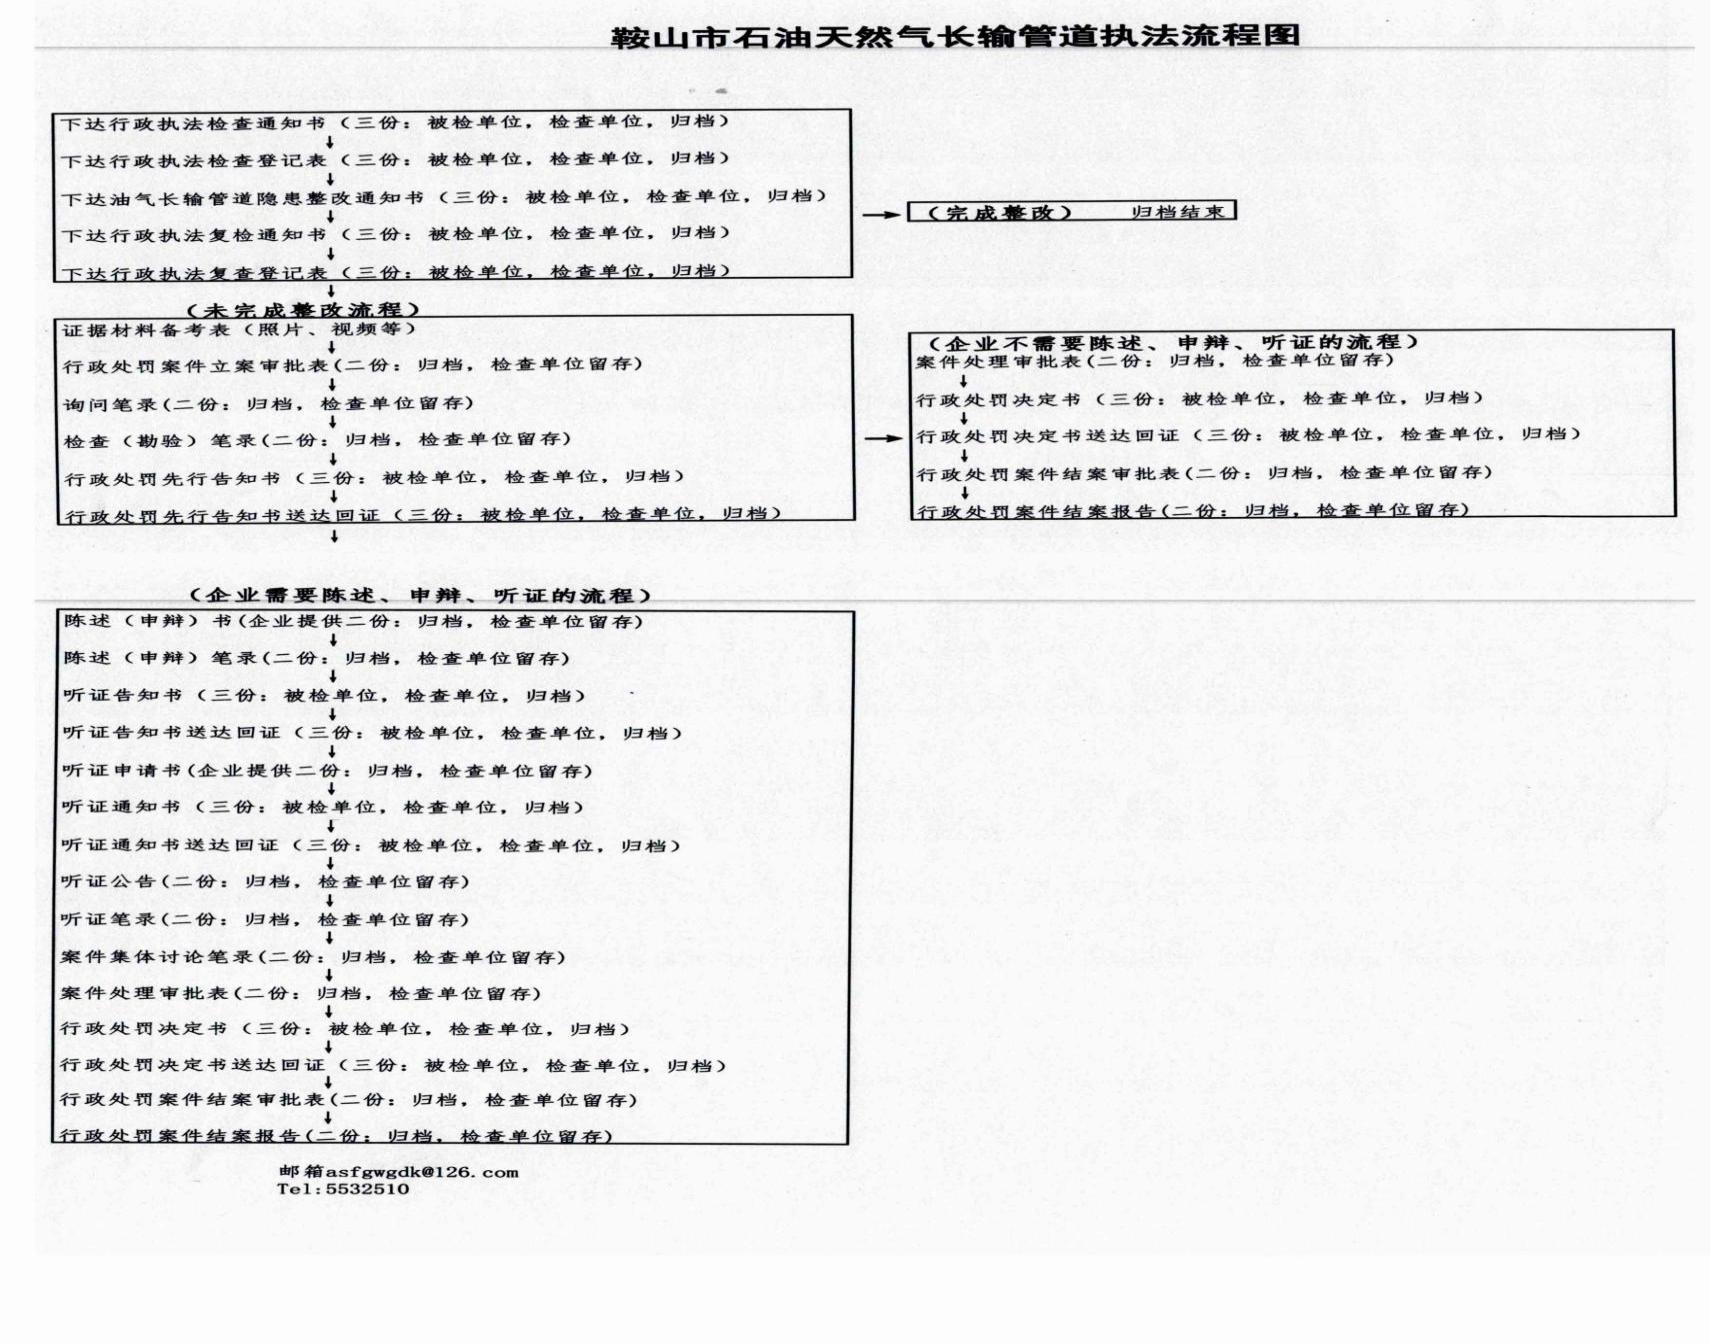 鞍山市石油天然气长输管道执法流程图
下达行政执法检查通知书（三份：被检单位，检查单位，归档）
下达行政执法检查登记表（三份：被检单位，检查单位，归档）
下达油气长输管道隐患整改通知书（三份：被检单位，检查单位，归档）
下达行政执法复检通知书（三份：被检单位，检查单位，归档）
下达行政执法复查登记表（三份：被检单位，检查单位，归档）
（完成整改） 归档结束
（未完成整改流程）
证据材料备考表（照片、视频等）
行政处罚案件立案审批表(二份：归档，检查单位留存)
询问笔录(二份：归档，检查单位留存)
检查（勘验）笔录(二份：归档，检查单位留存)
行政处罚先行告知书（三份：被检单位，检查单位，归档）
行政处罚先行告知书送达回证（三份：被检单位，检查单位，归档）
（企业不需要陈述、申辩、听证的流程）
案件处理审批表(二份：归档，检查单位留存)
行政处罚决定书（三份：被检单位，检查单位，归档）
行政处罚决定书送达回证（三份：被检单位，检查单位，归档）
行政处罚案件结案审批表(二份：归档，检查单位留存)
行政处罚案件结案报告(二份：归档，检查单位留存)
（企业需要陈述、申辩、听证的流程）
陈述（申辩）书(企业提供二份：归档，检查单位留存)
陈述（申辩）笔录(二份：归档，检查单位留存)
听证告知书（三份：被检单位，检查单位，归档）
听证告知书送达回证（三份：被检单位，检查单位，归档）
听证申请书(企业提供二份：归档，检查单位留存)
听证通知书（三份：被检单位，检查单位，归档）
听证通知书送达回证（三份：被检单位，检查单位，归档）
听证公告(二份：归档，检查单位留存)
听证笔录(二份：归档，检查单位留存)
案件集体讨论笔录(二份：归档，检查单位留存)
案件处理审批表(二份：归档，检查单位留存)
行政处罚决定书（三份：被检单位，检查单位，归档）
行政处罚决定书送达回证（三份：被检单位，检查单位，归档）
行政处罚案件结案审批表(二份：归档，检查单位留存)
行政处罚案件结案报告(二份：归档，检查单位留存)
邮箱asfgwgdk@126.com
Tel:5532510